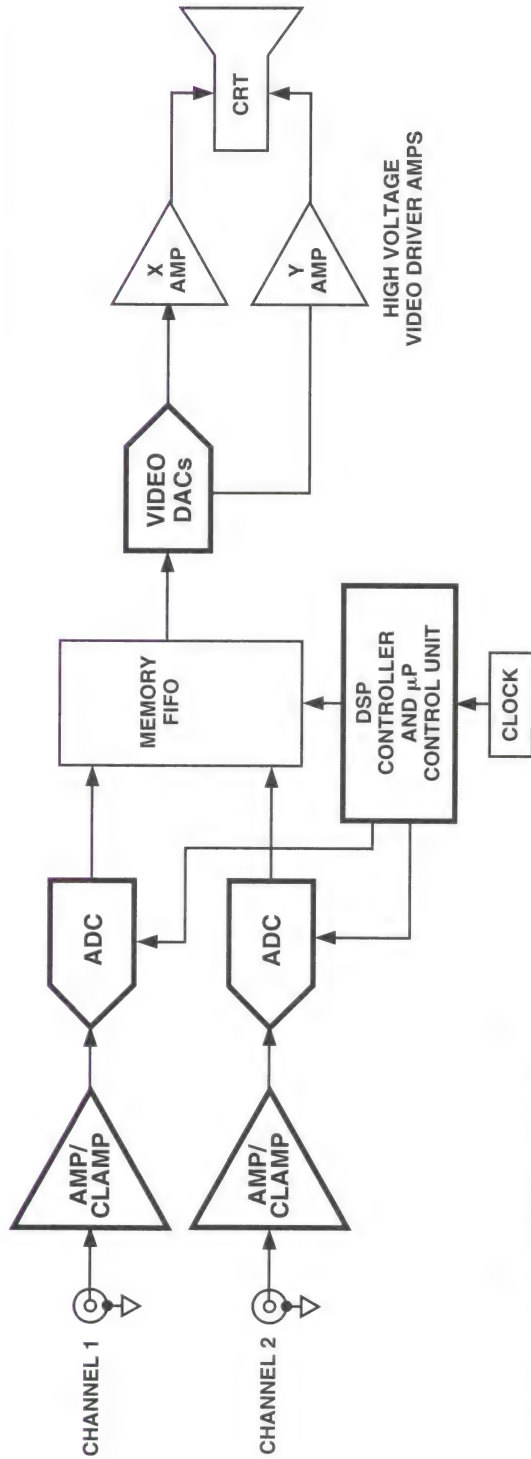 CHANNEL 1
AMP/
CLAMP
ADC
MEMORY
FIFO
VIDEO
DACs
X
AMP
CRT
CHANNEL 2
AMP/
CLAMP
ADC
DSP
CONTROLLER
AND μP
CONTROL UNIT
CLOCK
Y
AMP
HIGH VOLTAGE
VIDEO DRIVER AMPS